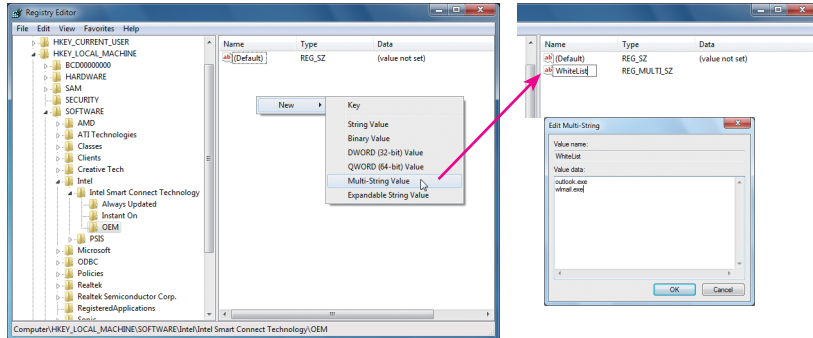 Registry Editor
File Edit View Favorites Help
HKEY_CURRENT_USER
HKEY_LOCAL_MACHINE
BCD00000000
HARDWARE
SAM
SECURITY
SOFTWARE
AMD
ATI Technologies
Classes
Clients
Creative Tech
Intel
Intel Smart Connect Technology
Always Updated
Instant On
OEM
PSIS
Microsoft
ODBC
Policies
Realtek
Realtek Semiconductor Corp.
RegisteredApplications
Sonic
Name Type Data
ab (Default) REG_SZ (value not set)
New
Key
String Value
Binary Value
DWORD (32-bit) Value
QWORD (64-bit) Value
Multi-String Value
Expandable String Value
Computer\HKEY_LOCAL_MACHINE\SOFTWARE\Intel\Intel Smart Connect Technology\OEM
Name Type Data
ab (Default) REG_SZ (value not set)
ab WhiteList REG_MULTI_SZ
Edit Multi-String
Value name:
WhiteList
Value data:
outlook.exe
wlmail.exe
OK Cancel